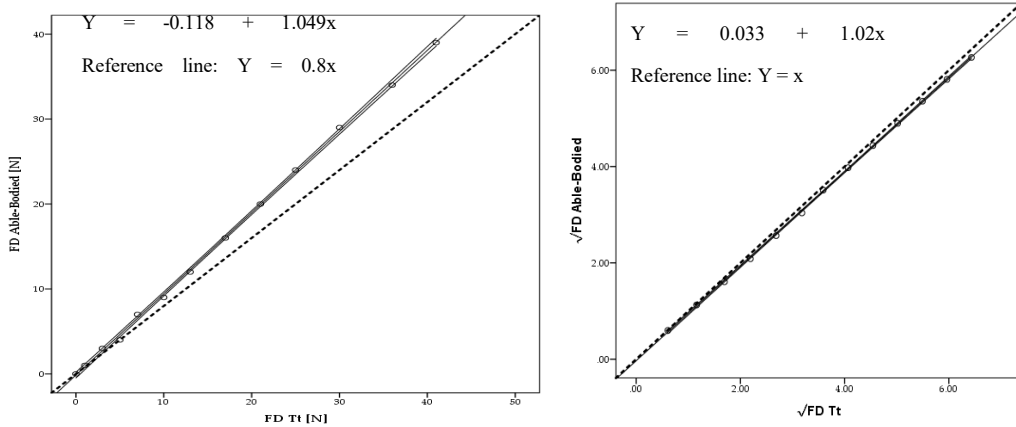 Y = -0.118 + 1.049x
Reference line: Y = 0.8x
FD Able-Bodied [N]
40
30
20
10
0
0 10 20 30 40 50
FD Tt [N]
Y = 0.033 + 1.02x
Reference line: Y = x
√FD Able-Bodied
6.00
4.00
2.00
.00
.00 2.00 4.00 6.00
√FD Tt